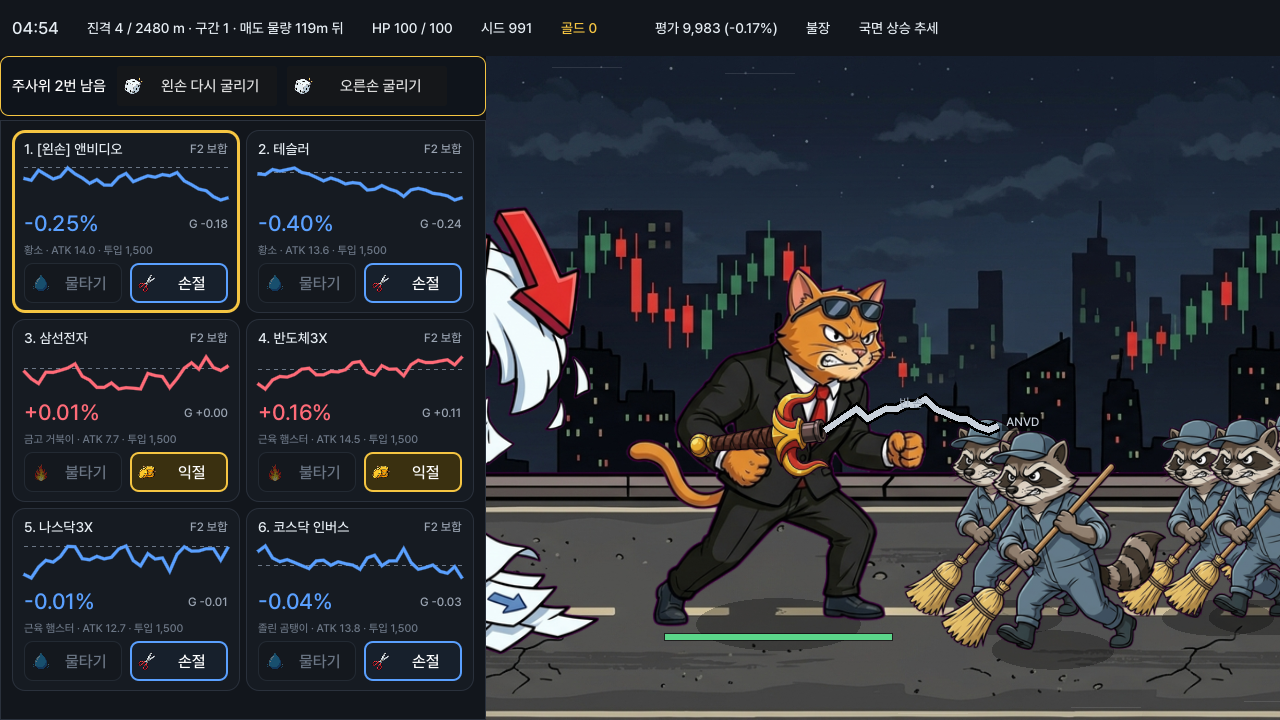 04:54 진격 4 / 2480 m · 구간 1 · 매도 물량 119m 뒤 HP 100 / 100 시드 991 골드 0 평가 9,983 (-0.17%) 불장 국면 상승 추세
주사위 2번 남음 왼손 다시 굴리기 오른손 굴리기
1. [왼손] 앤비디오 F2 보합
-0.25% G -0.18
황소 · ATK 14.0 · 투입 1,500
물타기 손절
2. 테슬러 F2 보합
-0.40% G -0.24
황소 · ATK 13.6 · 투입 1,500
물타기 손절
3. 삼선전자 F2 보합
+0.01% G +0.00
금고 거북이 · ATK 7.7 · 투입 1,500
불타기 익절
4. 반도체3X F2 보합
+0.16% G +0.11
근육 햄스터 · ATK 14.5 · 투입 1,500
불타기 익절
5. 나스닥3X F2 보합
-0.01% G -0.01
근육 햄스터 · ATK 12.7 · 투입 1,500
물타기 손절
6. 코스닥 인버스 F2 보합
-0.04% G -0.03
졸린 곰탱이 · ATK 13.8 · 투입 1,500
물타기 손절
ANVD